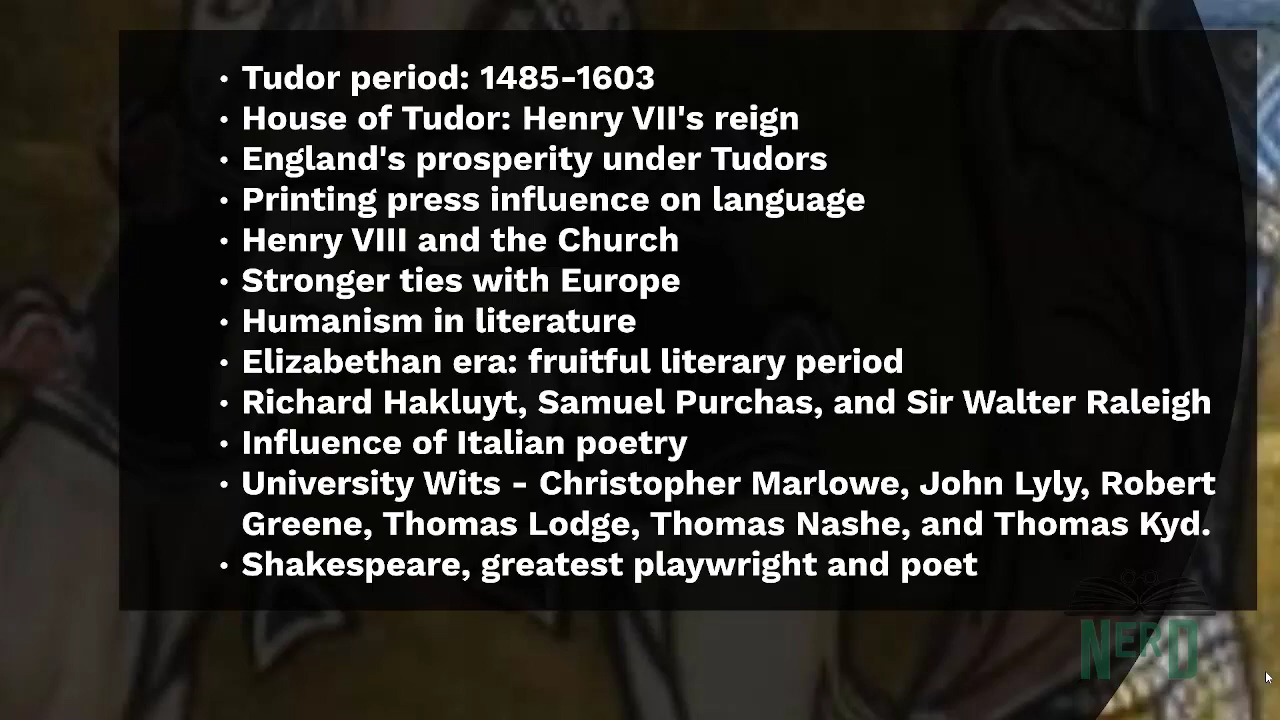 • Tudor period: 1485-1603
• House of Tudor: Henry VII's reign
• England's prosperity under Tudors
• Printing press influence on language
• Henry VIII and the Church
• Stronger ties with Europe
• Humanism in literature
• Elizabethan era: fruitful literary period
• Richard Hakluyt, Samuel Purchas, and Sir Walter Raleigh
• Influence of Italian poetry
• University Wits - Christopher Marlowe, John Lyly, Robert
Greene, Thomas Lodge, Thomas Nashe, and Thomas Kyd.
• Shakespeare, greatest playwright and poet
NERD